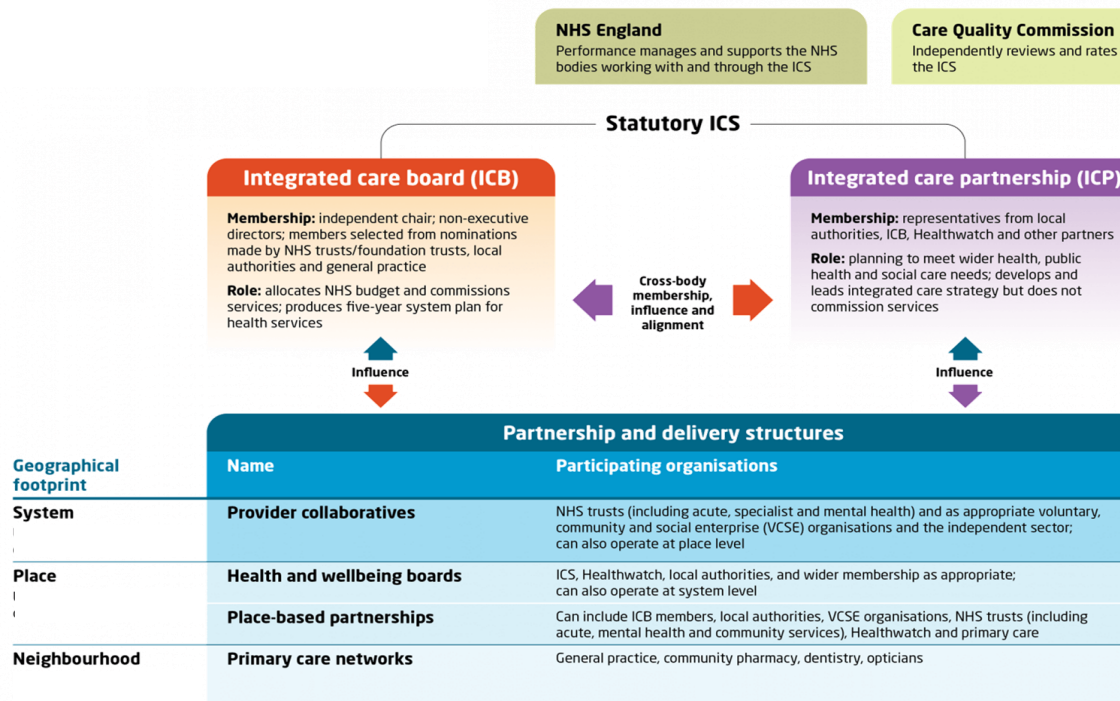 NHS England
Performance manages and supports the NHS
bodies working with and through the ICS
Care Quality Commission
Independently reviews and rates
the ICS
Statutory ICS
Integrated care board (ICB)
Membership: independent chair; non-executive
directors; members selected from nominations
made by NHS trusts/foundation trusts, local
authorities and general practice
Role: allocates NHS budget and commissions
services; produces five-year system plan for
health services
Cross-body
membership,
influence and
alignment
Integrated care partnership (ICP)
Membership: representatives from local
authorities, ICB, Healthwatch and other partners
Role: planning to meet wider health, public
health and social care needs; develops and
leads integrated care strategy but does not
commission services
Influence
Influence
Partnership and delivery structures
Geographical
footprint
Name
Participating organisations
System
Provider collaboratives
NHS trusts (including acute, specialist and mental health) and as appropriate voluntary,
community and social enterprise (VCSE) organisations and the independent sector;
can also operate at place level
Place
Health and wellbeing boards
ICS, Healthwatch, local authorities, and wider membership as appropriate;
can also operate at system level
Place-based partnerships
Can include ICB members, local authorities, VCSE organisations, NHS trusts (including
acute, mental health and community services), Healthwatch and primary care
Neighbourhood
Primary care networks
General practice, community pharmacy, dentistry, opticians